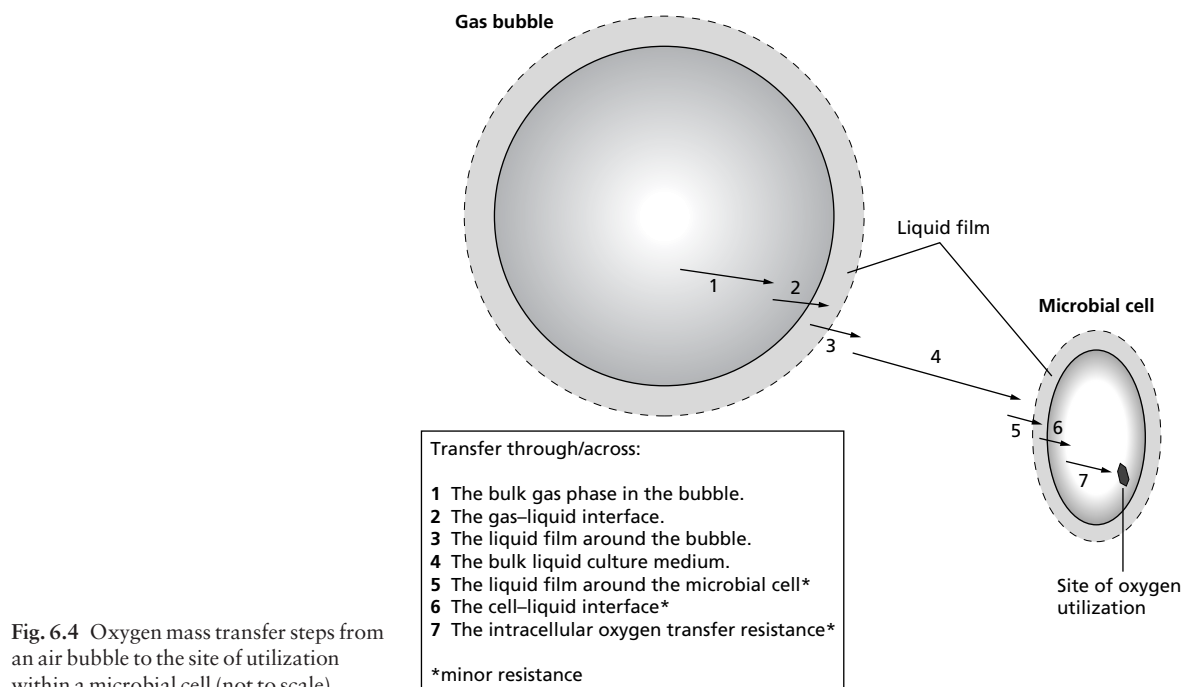 Gas bubble
Liquid film
Microbial cell
1
2
3
4
5
6
7
Site of oxygen
utilization
Transfer through/across:
1 The bulk gas phase in the bubble.
2 The gas–liquid interface.
3 The liquid film around the bubble.
4 The bulk liquid culture medium.
5 The liquid film around the microbial cell*
6 The cell–liquid interface*
7 The intracellular oxygen transfer resistance*
*minor resistance
Fig. 6.4 Oxygen mass transfer steps from
an air bubble to the site of utilization
within a microbial cell (not to scale)